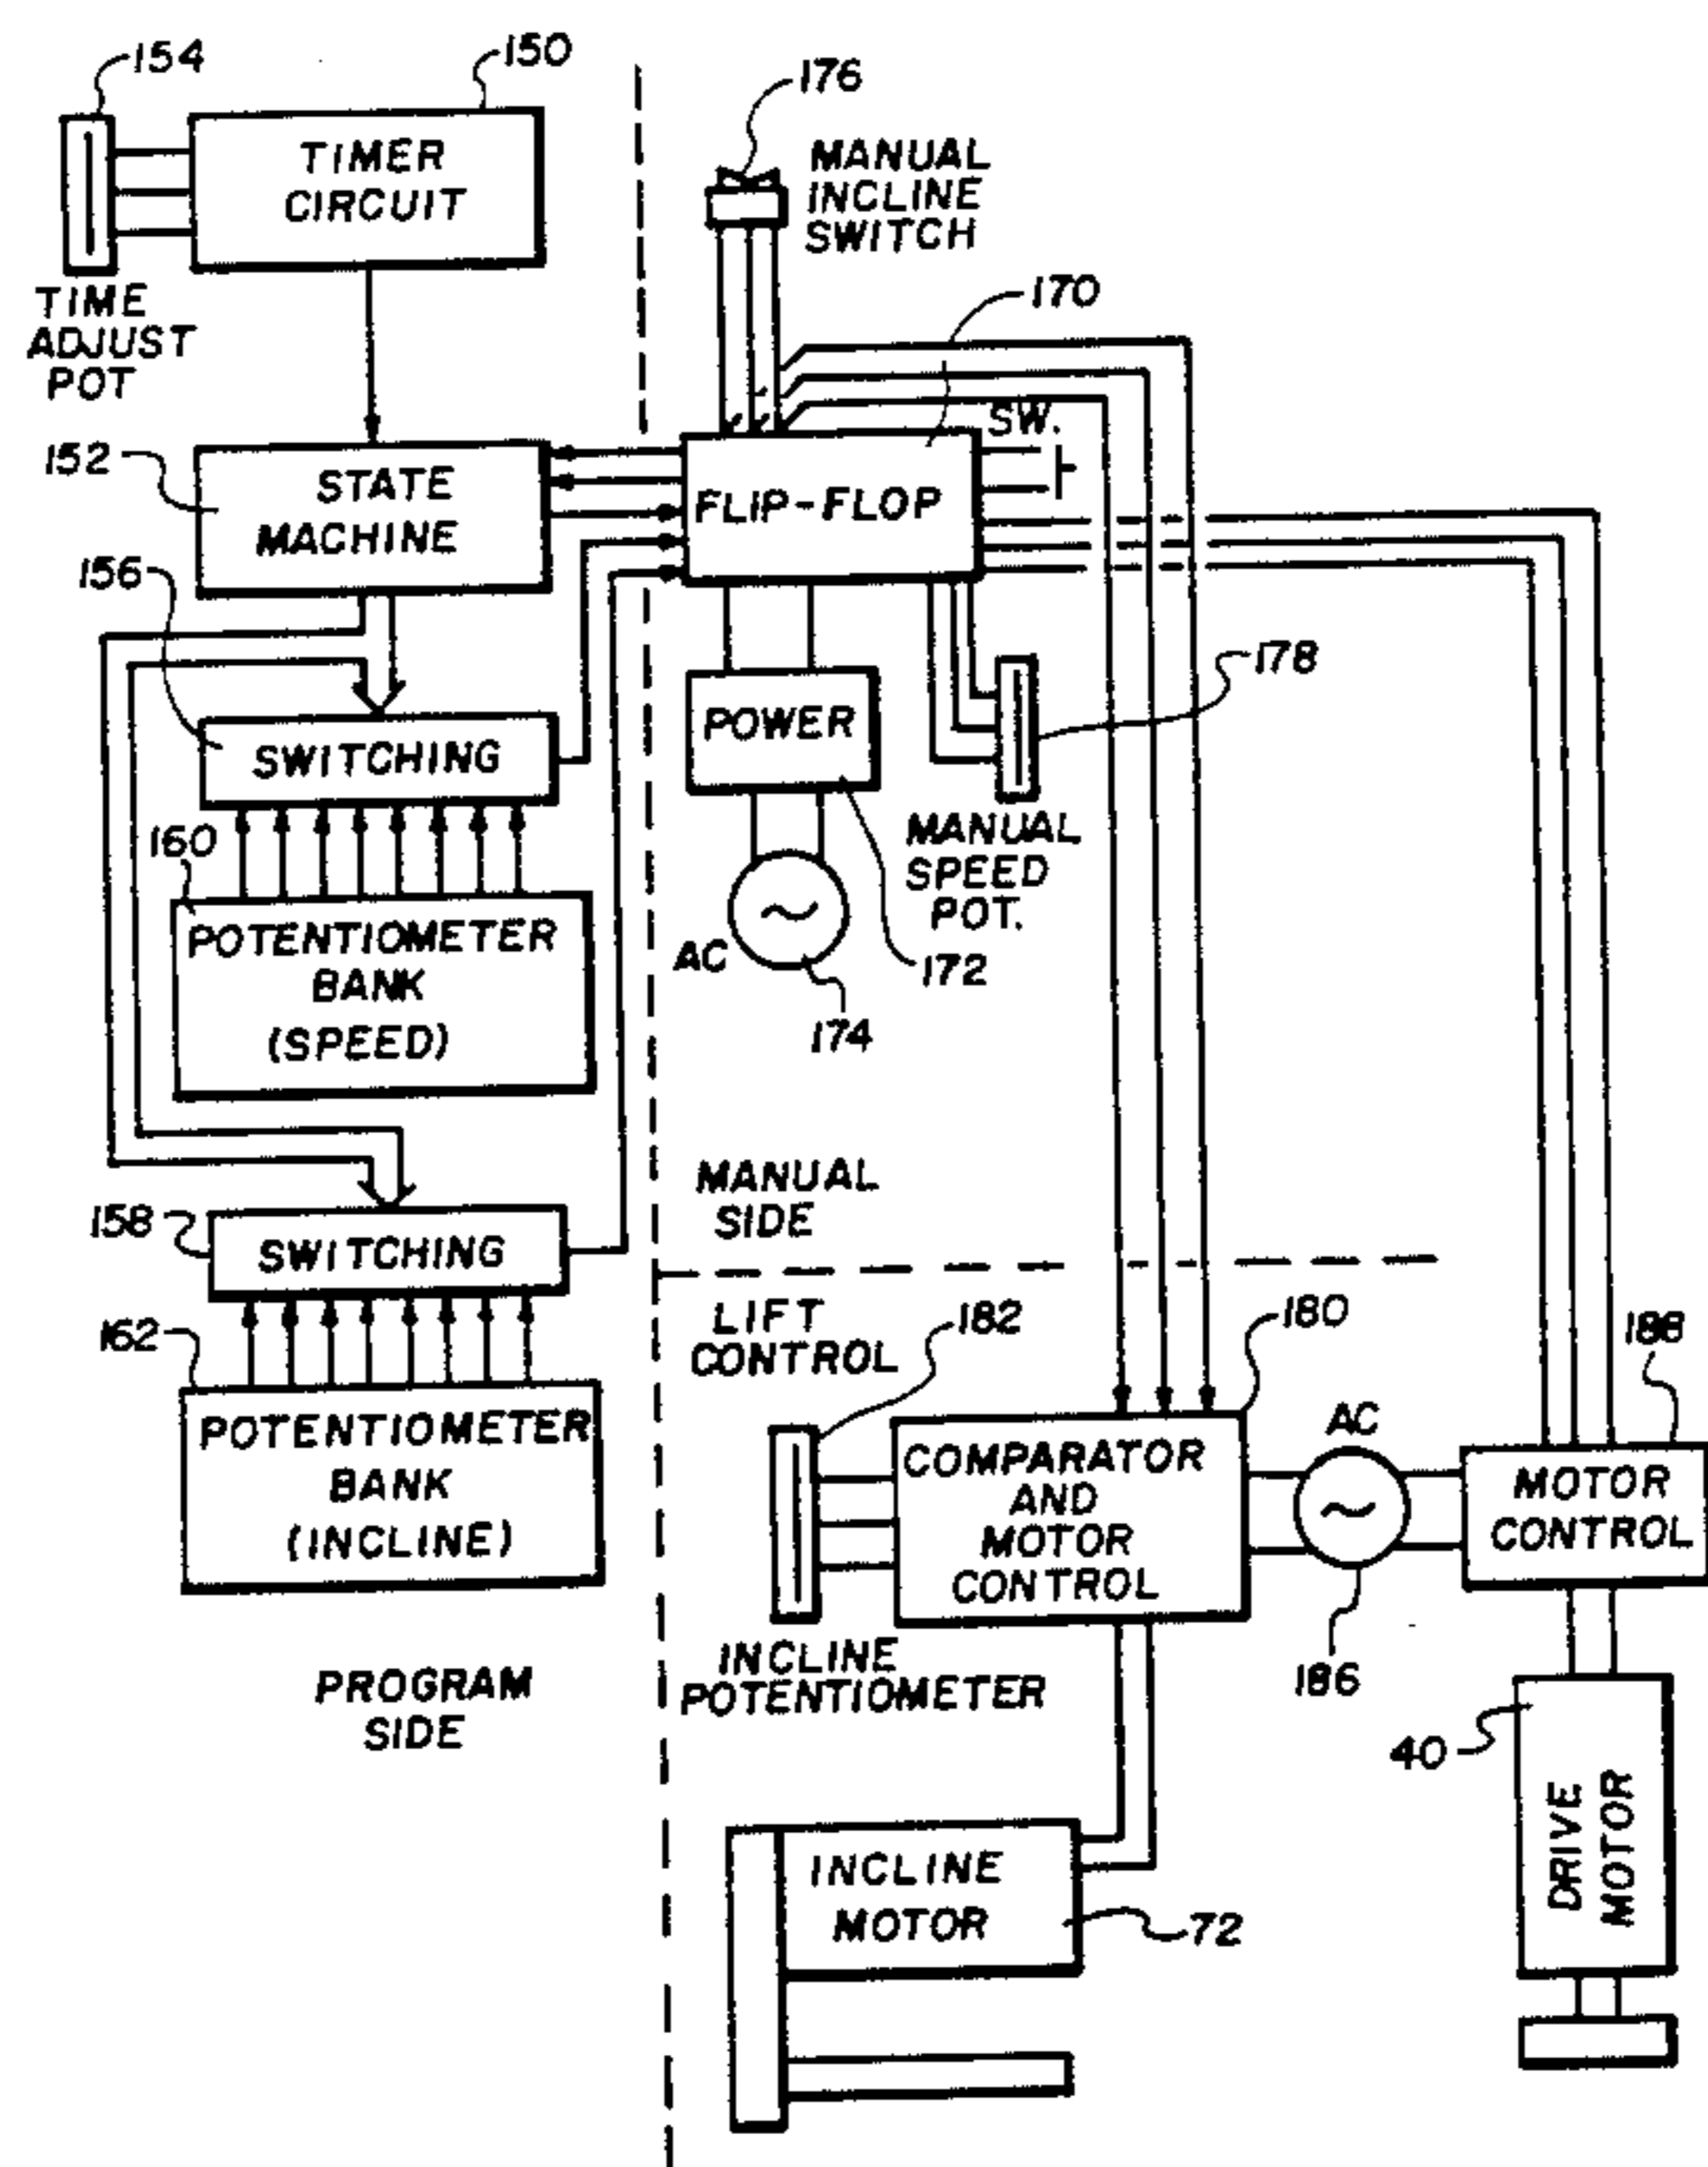 154
150
176
TIMER
CIRCUIT
MANUAL
INCLINE
SWITCH
TIME
ADJUST
POT
170
SW.
152
STATE
MACHINE
FLIP-FLOP
156
178
SWITCHING
POWER
160
MANUAL
SPEED
POT.
POTENTIOMETER
BANK
(SPEED)
AC
172
174
MANUAL
SIDE
158
SWITCHING
LIFT
CONTROL
182
180
188
162
POTENTIOMETER
BANK
(INCLINE)
COMPARATOR
AND
MOTOR
CONTROL
AC
MOTOR
CONTROL
186
INCLINE
POTENTIOMETER
PROGRAM
SIDE
40
DRIVE
MOTOR
INCLINE
MOTOR
72